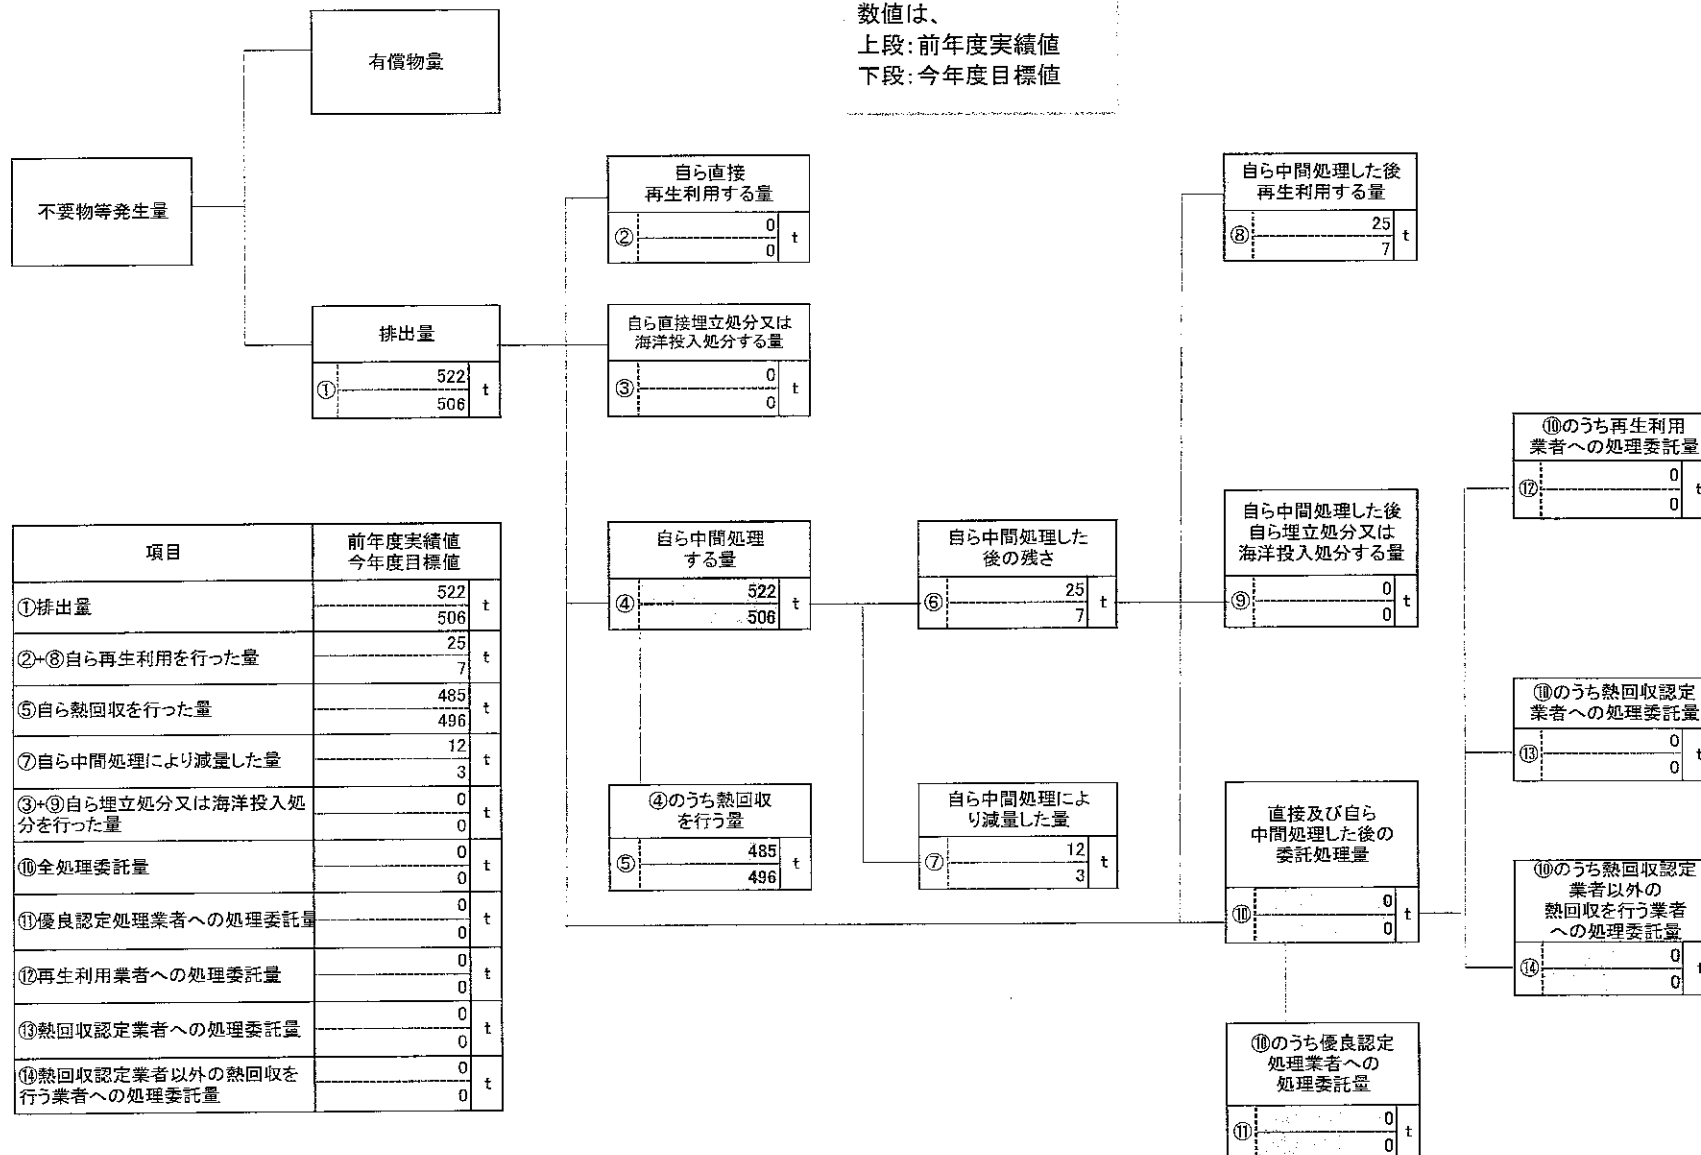 数値は、
上段:前年度実績値
下段:今年度目標値
有償物量
不要物等発生量
排出量
① 522 t
506
自ら直接
再生利用する量
② 0 t
0
自ら直接埋立処分又は
海洋投入処分する量
③ 0 t
0
自ら中間処理
する量
④ 522 t
506
④のうち熱回収
を行う量
⑤ 485 t
496
自ら中間処理した
後の残さ
⑥ 25 t
7
自ら中間処理によ
り減量した量
⑦ 12 t
3
自ら中間処理した後
再生利用する量
⑧ 25 t
7
自ら中間処理した後
自ら埋立処分又は
海洋投入処分する量
⑨ 0 t
0
直接及び自ら
中間処理した後の
委託処理量
⑩ 0 t
0
⑩のうち優良認定
処理業者への
処理委託量
⑪ 0 t
0
⑩のうち再生利用
業者への処理委託量
⑫ 0 t
0
⑩のうち熱回収認定
業者への処理委託量
⑬ 0 t
0
⑩のうち熱回収認定
業者以外の
熱回収を行う業者
への処理委託量
⑭ 0 t
0
項目 前年度実績値
今年度目標値
①排出量 522 t
506
②+⑧自ら再生利用を行った量 25 t
7
⑤自ら熱回収を行った量 485 t
496
⑦自ら中間処理により減量した量 12 t
3
③+⑨自ら埋立処分又は海洋投入処 0 t
分を行った量 0
⑩全処理委託量 0 t
0
⑪優良認定処理業者への処理委託量 0 t
0
⑫再生利用業者への処理委託量 0 t
0
⑬熱回収認定業者への処理委託量 0 t
0
⑭熱回収認定業者以外の熱回収を 0 t
行う業者への処理委託量 0